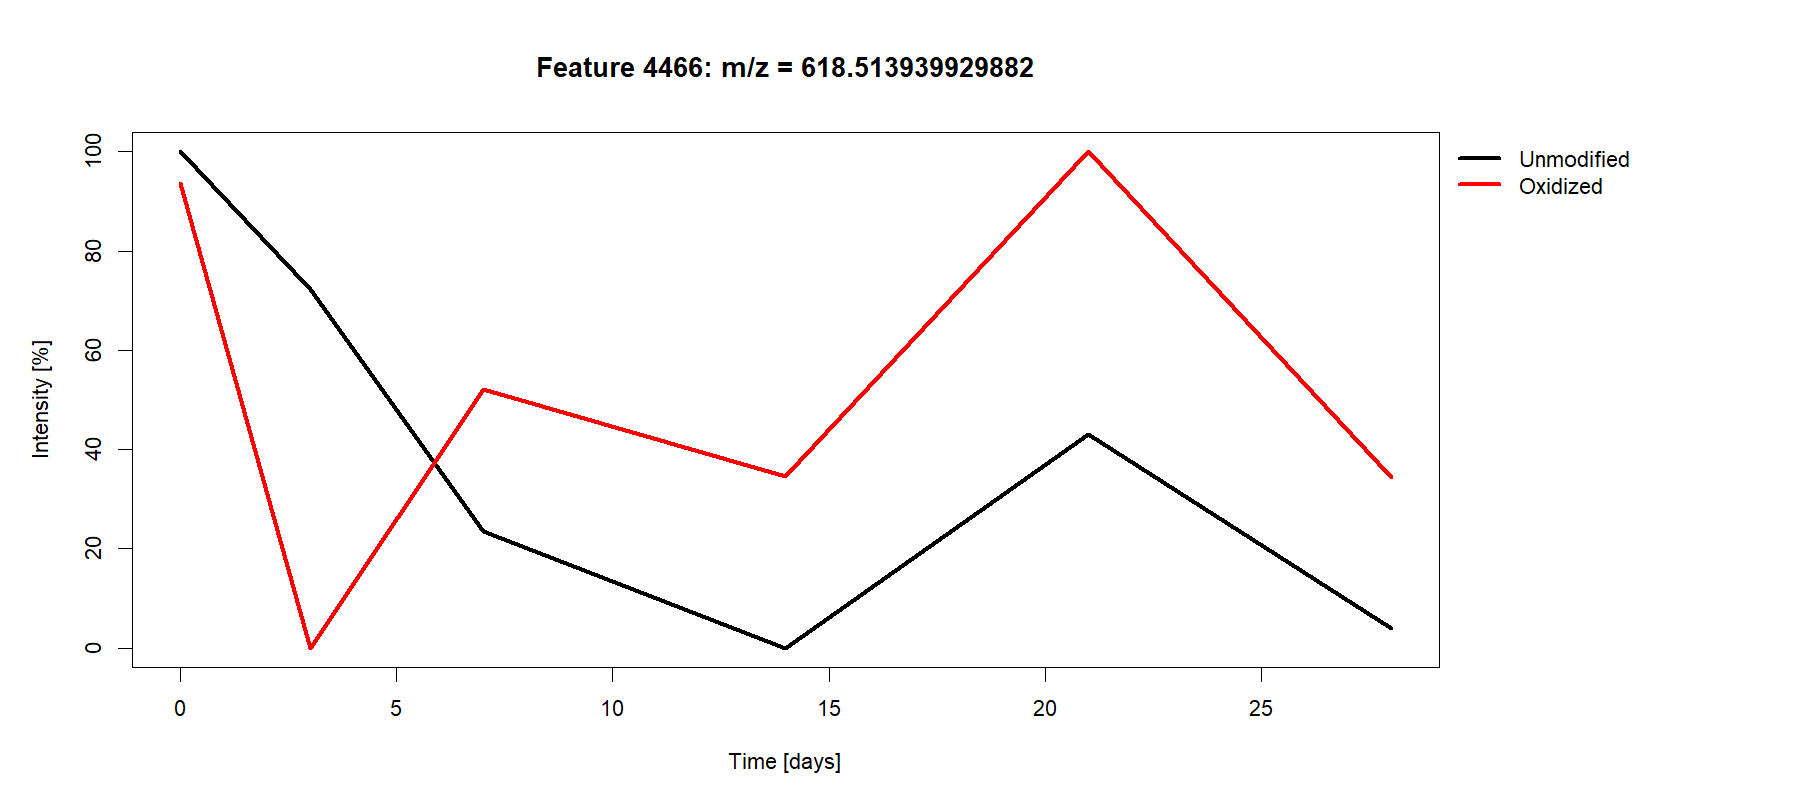 Feature 4466: m/z = 618.513939929882
Unmodified
Oxidized
Intensity [%]
100
80
60
40
20
0
0 5 10 15 20 25
Time [days]